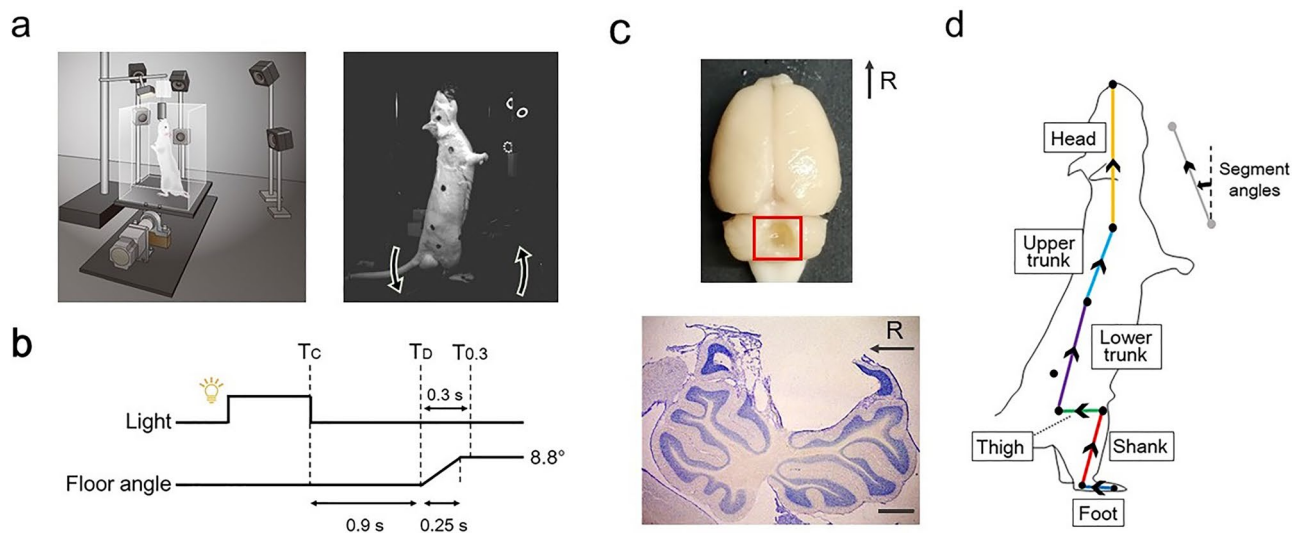 a
b
Light
Floor angle
TC
TD
T0.3
0.3 s
8.8°
0.9 s
0.25 s
c
R
R
d
Head
Segment
angles
Upper
trunk
Lower
trunk
Thigh
Shank
Foot